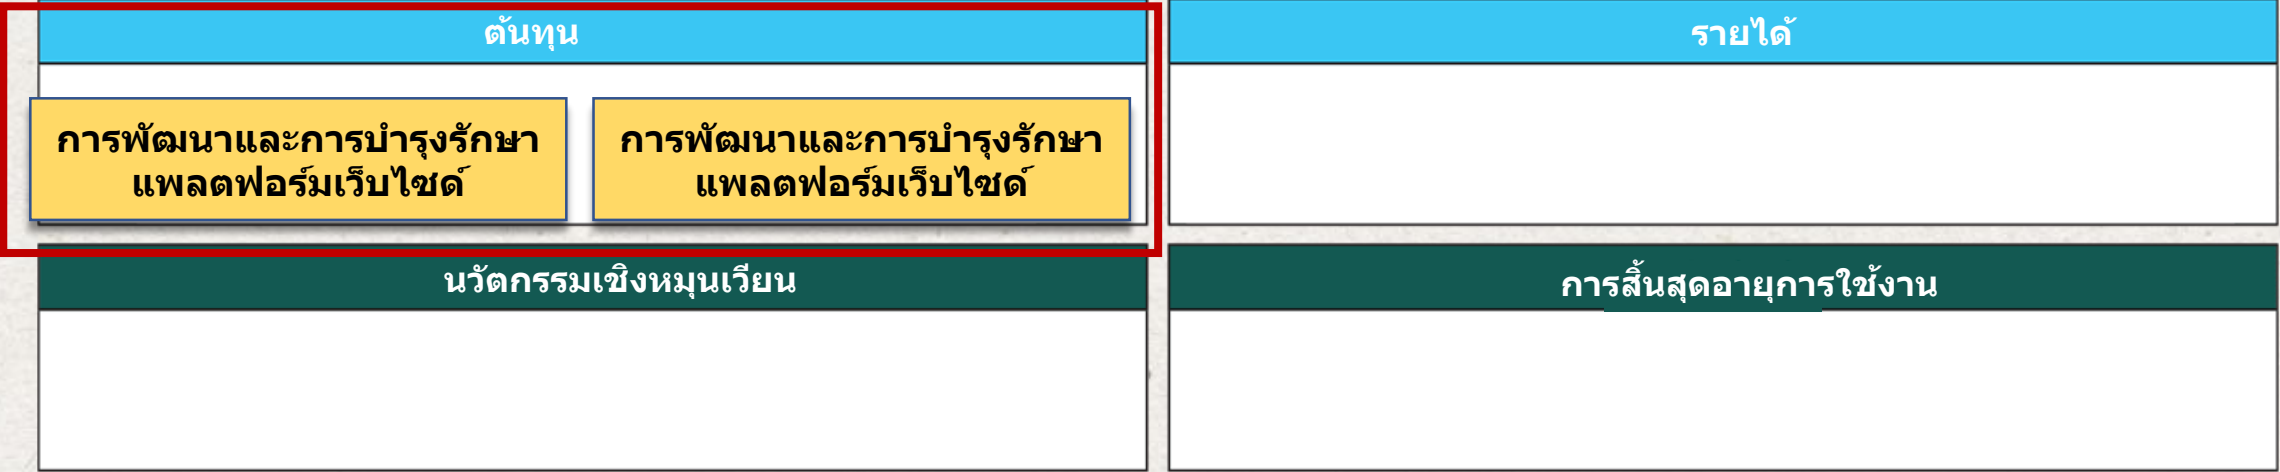 ต้นทุน
รายได้
การพัฒนาและการบำรุงรักษา
แพลตฟอร์มเว็บไซด์
การพัฒนาและการบำรุงรักษา
แพลตฟอร์มเว็บไซด์
นวัตกรรมเชิงหมุนเวียน
การสิ้นสุดอายุการใช้งาน